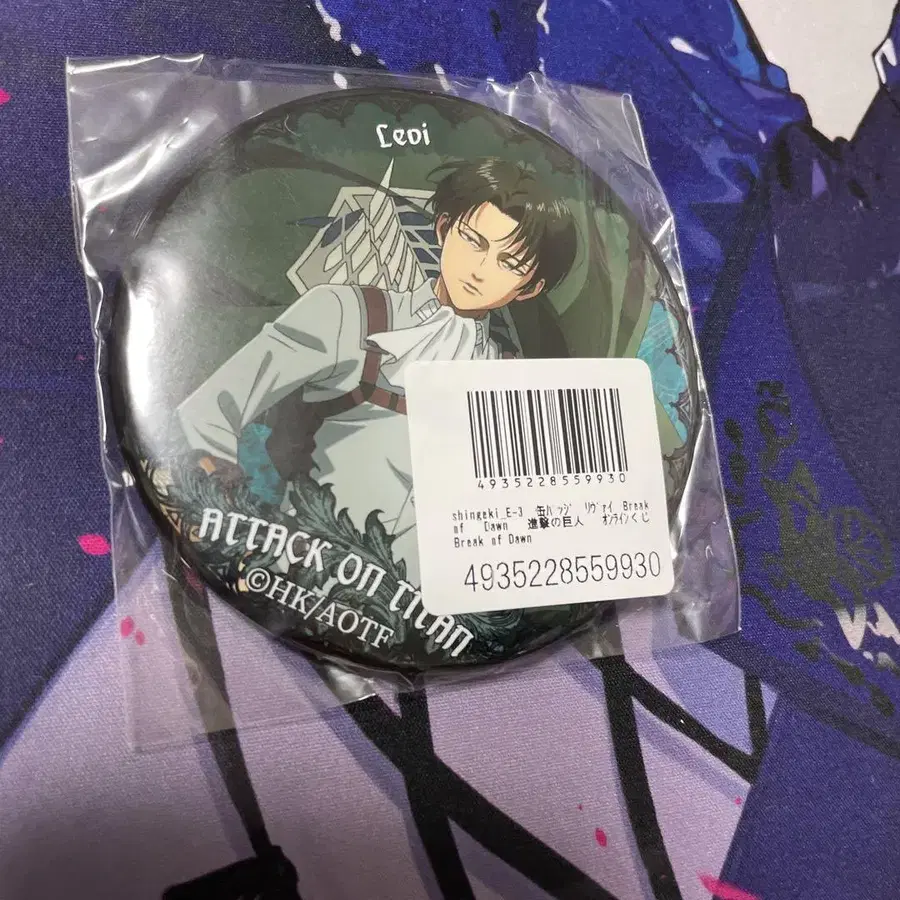 Levi
ATTACK ON TITAN
©HK/AOTF
4935228559930
shingeki_E-3 缶バッジ リヴァイ Break
of Dawn 進撃の巨人 オンラインくじ
Break of Dawn
4935228559930